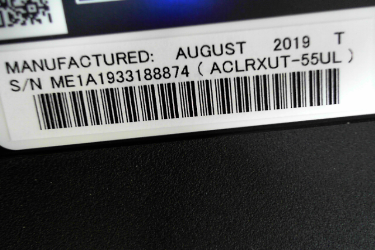 MANUFACTURED: AUGUST 2019 T
S/N ME1A1933188874 ( ACLRXUT-55UL )